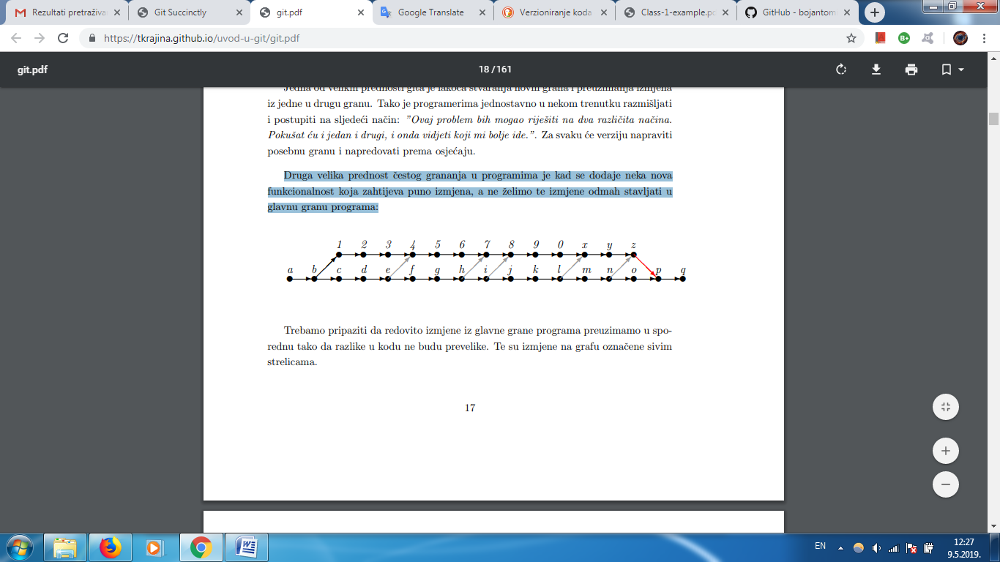 Rezultati pretraživa
Git Succinctly
git.pdf
Google Translate
Verzioniranje koda
Class-1-example.pd
GitHub - bojantom
https://tkrajina.github.io/uvod-u-git/git.pdf
git.pdf
18 / 161
Jedna od velikih prednosti gita je lakoća stvaranja novih grana i preuzimanja izmjena
iz jedne u drugu granu. Tako je programerima jednostavno u nekom trenutku razmišljati
i postupiti na sljedeći način: "Ovaj problem bih mogao riješiti na dva različita načina.
Pokušat ću i jedan i drugi, i onda vidjeti koji mi bolje ide.". Za svaku će verziju napraviti
posebnu granu i napredovati prema osjećaju.
Druga velika prednost čestog grananja u programima je kad se dodaje neka nova
funkcionalnost koja zahtijeva puno izmjena, a ne želimo te izmjene odmah stavljati u
glavnu granu programa:
1 2 3 4 5 6 7 8 9 0 x y z
a b c d e f g h i j k l m n o p q
Trebamo pripaziti da redovito izmjene iz glavne grane programa preuzimamo u spo-
rednu tako da razlike u kodu ne budu prevelike. Te su izmjene na grafu označene sivim
strelicama.
17
EN
12:27
9.5.2019.